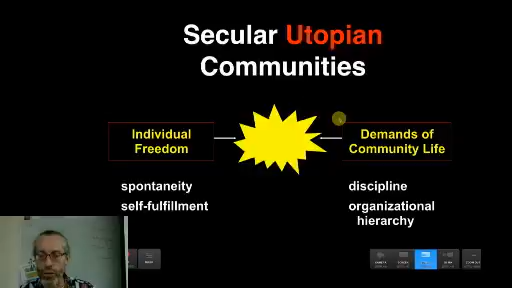 Secular Utopian
Communities
Individual
Freedom
Demands of
Community Life
spontaneity
self-fulfillment
discipline
organizational
hierarchy